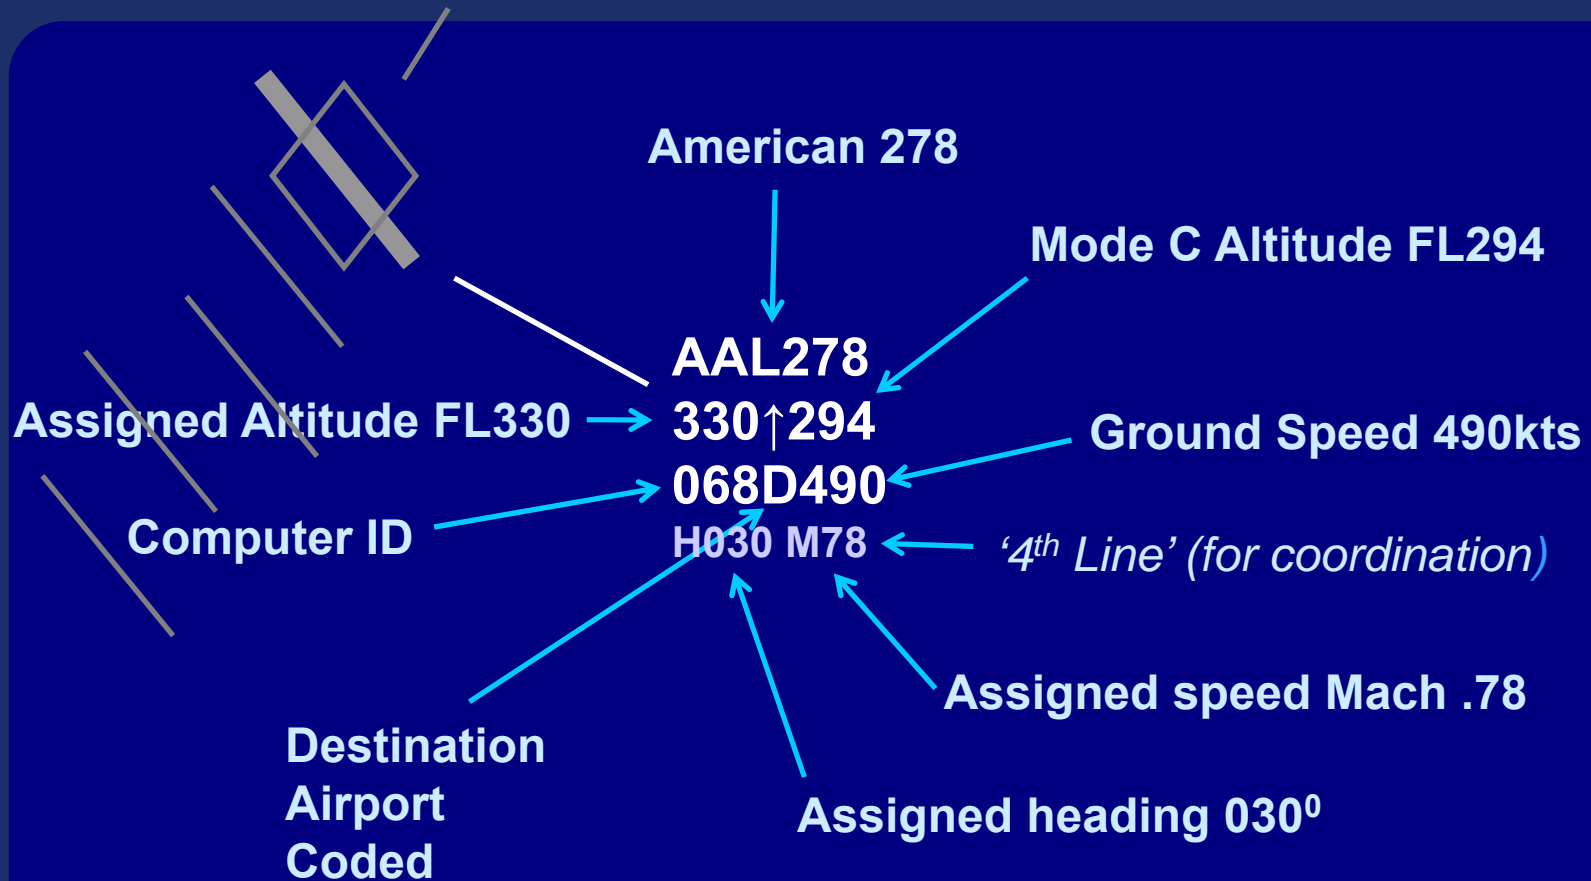 American 278
Mode C Altitude FL294
AAL278
Assigned Altitude FL330
330↑294
Ground Speed 490kts
068D490
Computer ID
H030 M78
‘4th Line’ (for coordination)
Assigned speed Mach .78
Destination
Airport
Coded
Assigned heading 030⁰